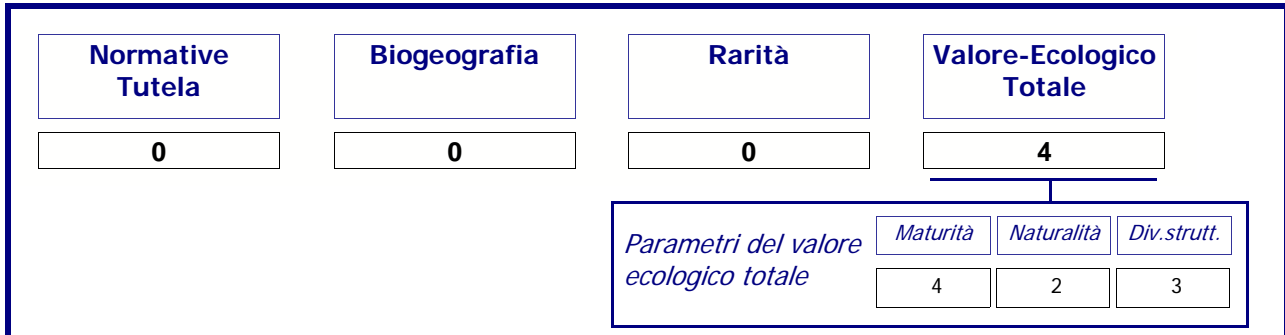 Normative
Tutela
Biogeografia
Rarità
Valore-Ecologico
Totale
0
0
0
4
Parametri del valore
ecologico totale
Maturità
Naturalità
Div.strutt.
4
2
3